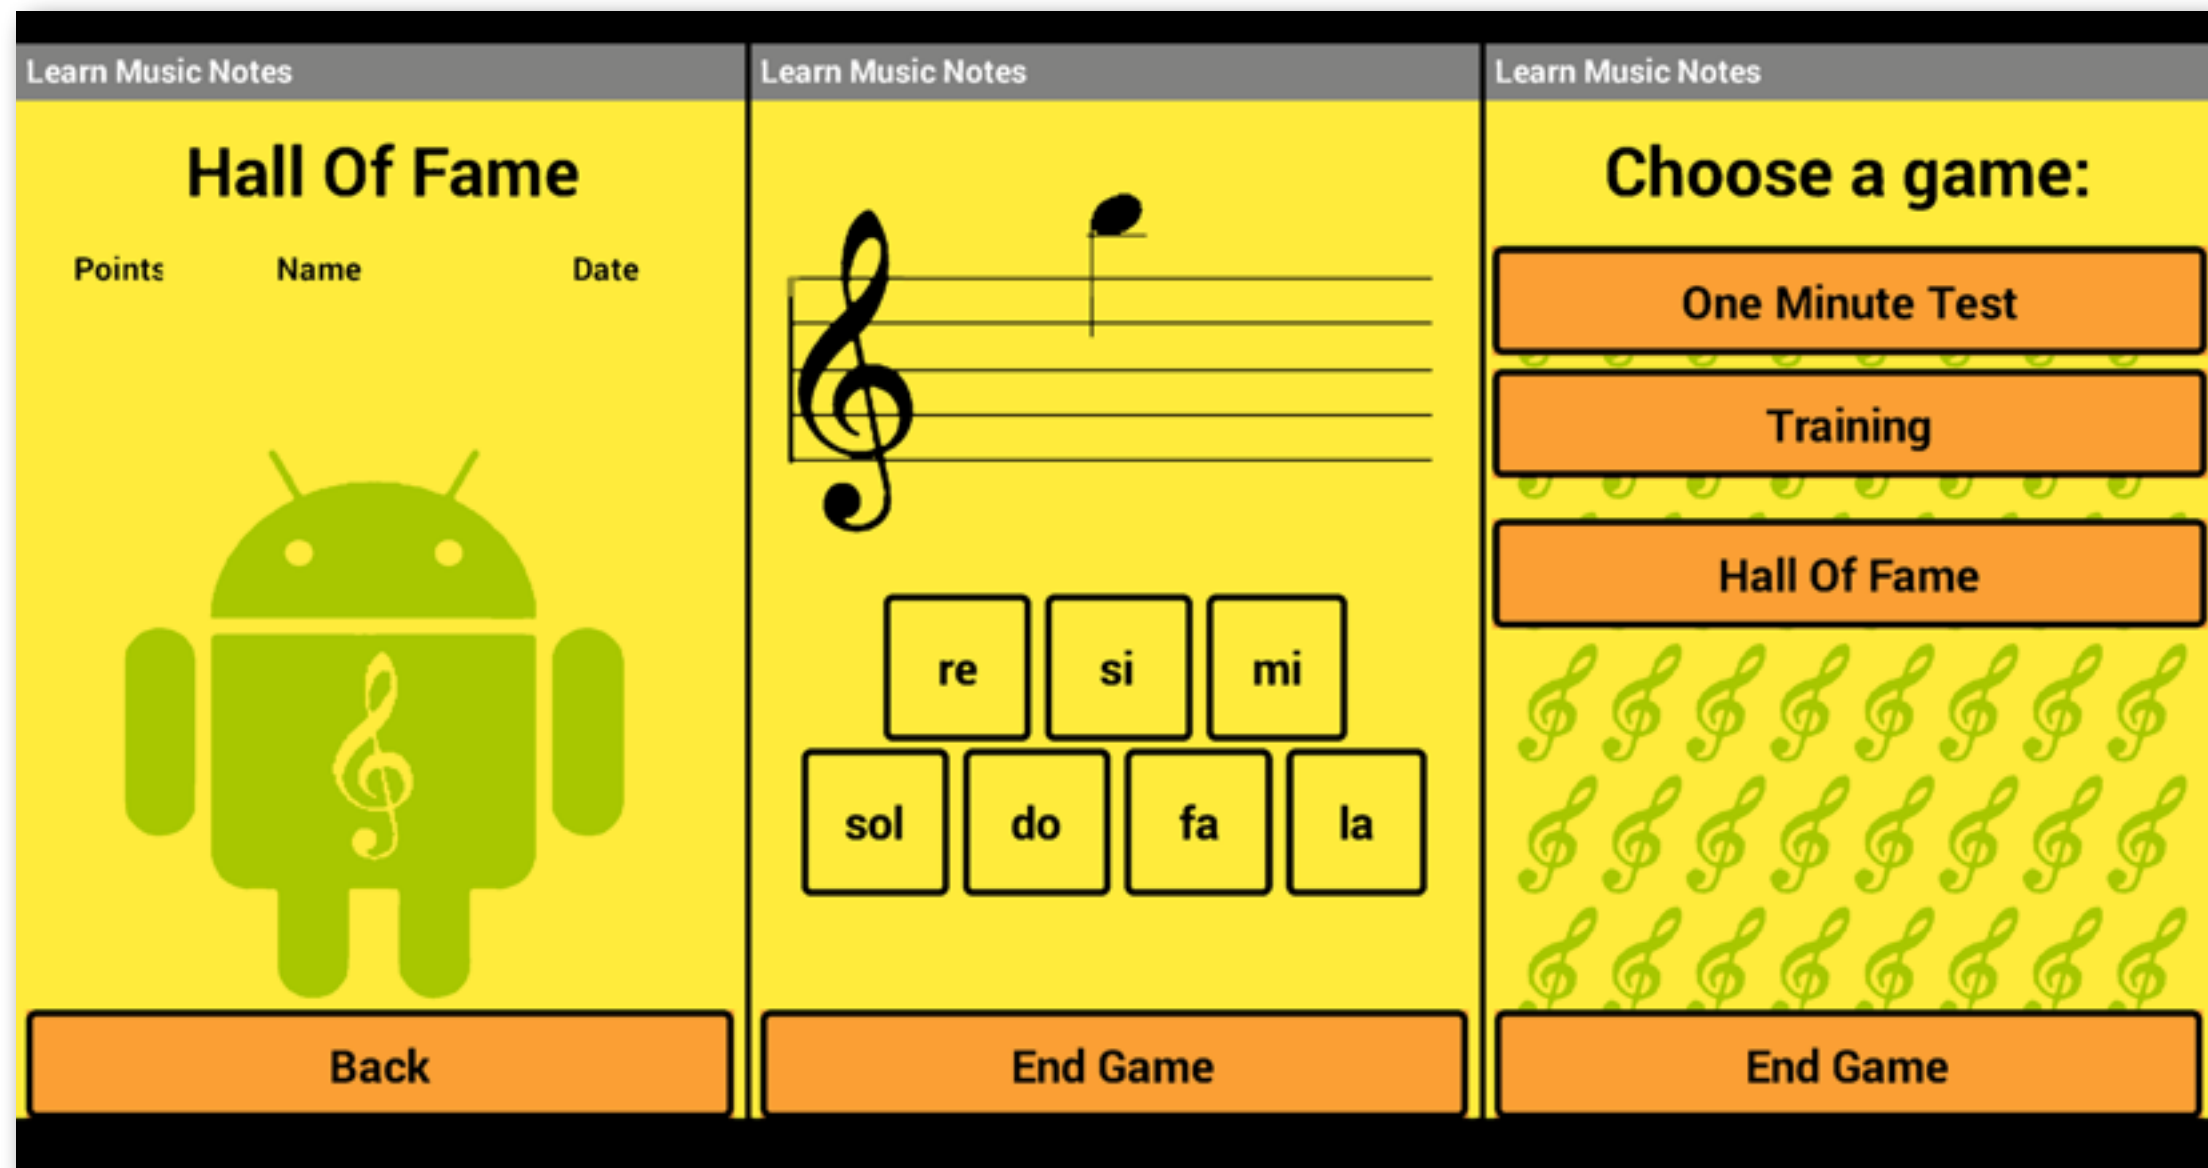 Learn Music Notes
Hall Of Fame
Points Name Date
Back
Learn Music Notes
re si mi
sol do fa la
End Game
Learn Music Notes
Choose a game:
One Minute Test
Training
Hall Of Fame
End Game